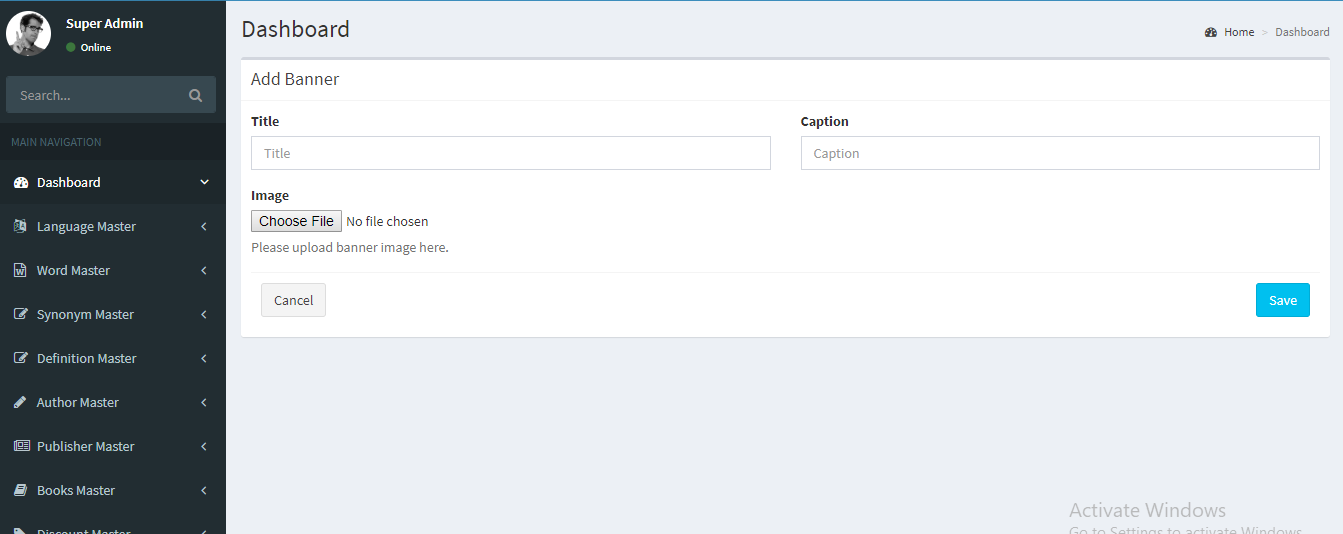 Super Admin
Online
Search...
MAIN NAVIGATION
Dashboard
Language Master
Word Master
Synonym Master
Definition Master
Author Master
Publisher Master
Books Master
Discount Master
Dashboard
Home > Dashboard
Add Banner
Title
Title
Caption
Caption
Image
Choose File No file chosen
Please upload banner image here.
Cancel
Save
Activate Windows
Go to Settings to activate Windows.